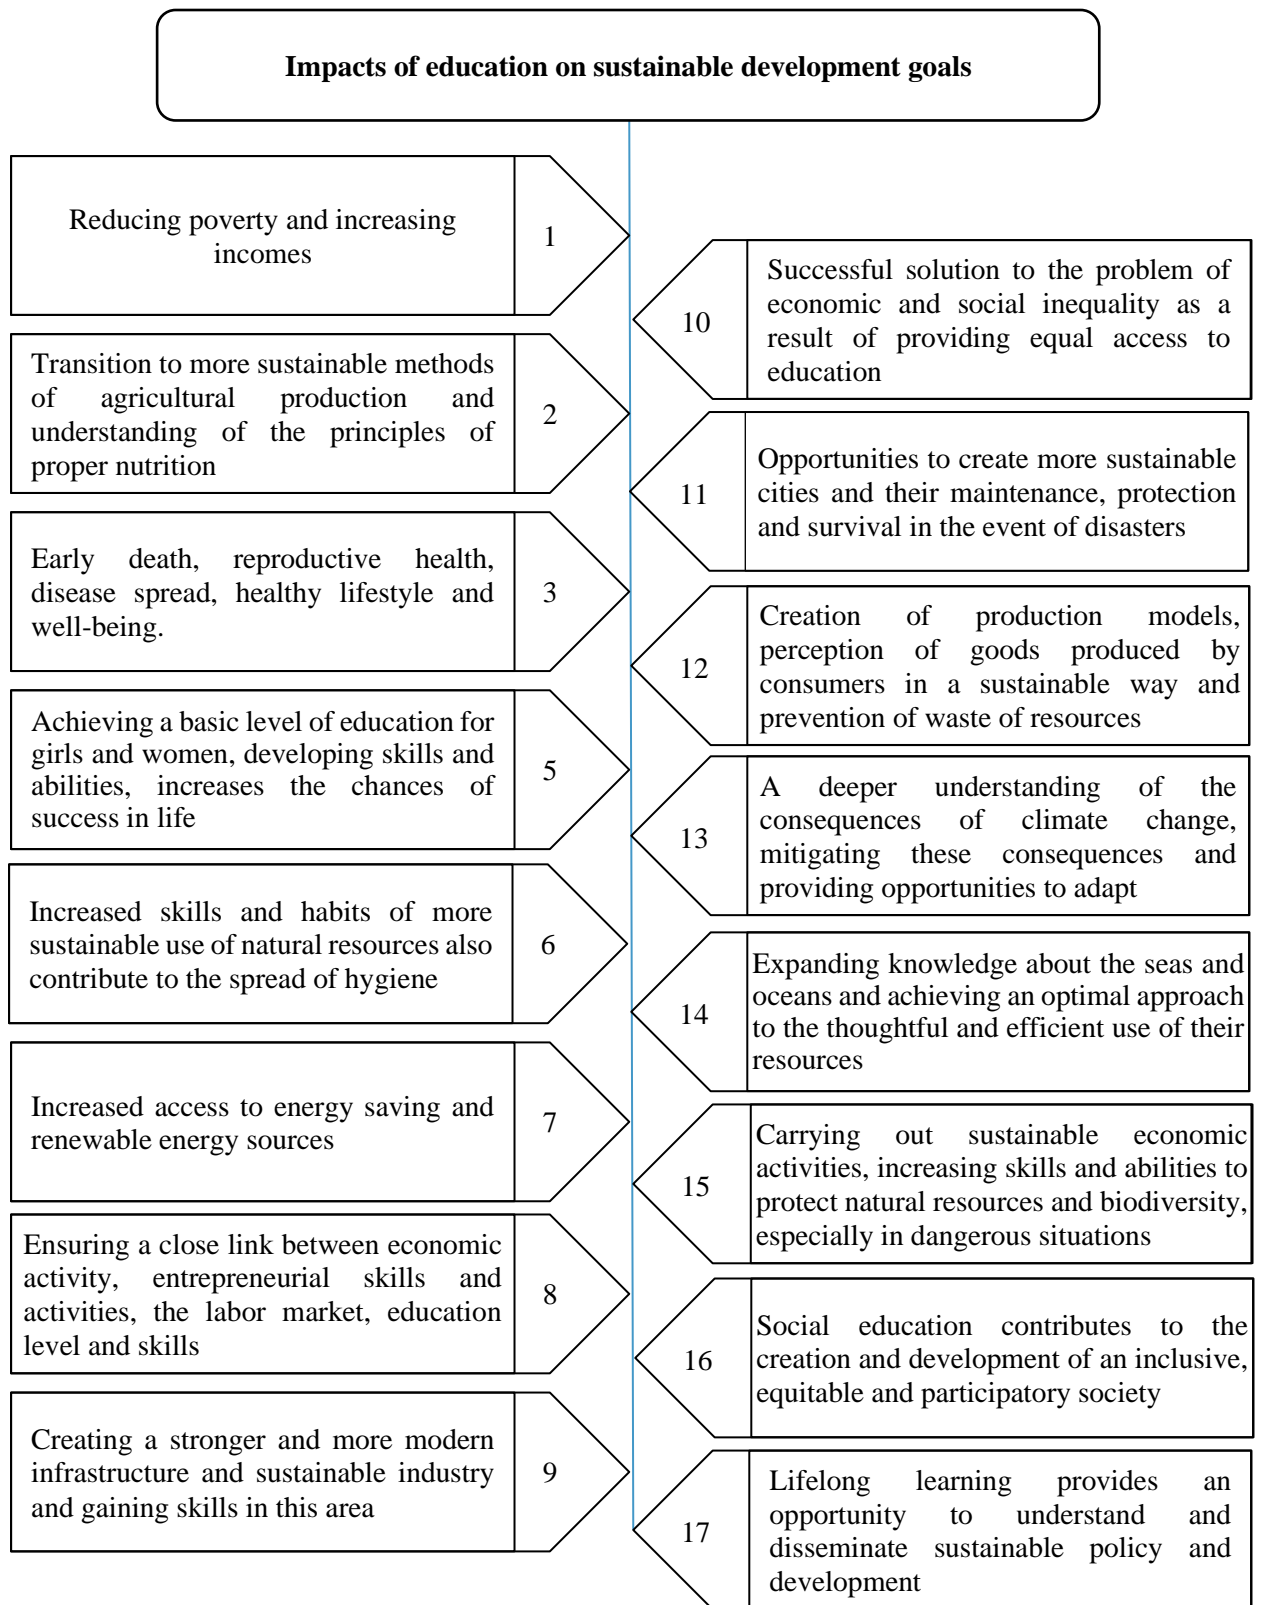 Impacts of education on sustainable development goals
Reducing poverty and increasing
incomes
1
Transition to more sustainable methods
of agricultural production and
understanding of the principles of
proper nutrition
2
Early death, reproductive health,
disease spread, healthy lifestyle and
well-being.
3
Achieving a basic level of education for
girls and women, developing skills and
abilities, increases the chances of
success in life
5
Increased skills and habits of more
sustainable use of natural resources also
contribute to the spread of hygiene
6
Increased access to energy saving and
renewable energy sources
7
Ensuring a close link between economic
activity, entrepreneurial skills and
activities, the labor market, education
level and skills
8
Creating a stronger and more modern
infrastructure and sustainable industry
and gaining skills in this area
9
10
Successful solution to the problem of
economic and social inequality as a
result of providing equal access to
education
11
Opportunities to create more sustainable
cities and their maintenance, protection
and survival in the event of disasters
12
Creation of production models,
perception of goods produced by
consumers in a sustainable way and
prevention of waste of resources
13
A deeper understanding of the
consequences of climate change,
mitigating these consequences and
providing opportunities to adapt
14
Expanding knowledge about the seas and
oceans and achieving an optimal approach
to the thoughtful and efficient use of their
resources
15
Carrying out sustainable economic
activities, increasing skills and abilities to
protect natural resources and biodiversity,
especially in dangerous situations
16
Social education contributes to the
creation and development of an inclusive,
equitable and participatory society
17
Lifelong learning provides an
opportunity to understand and
disseminate sustainable policy and
development